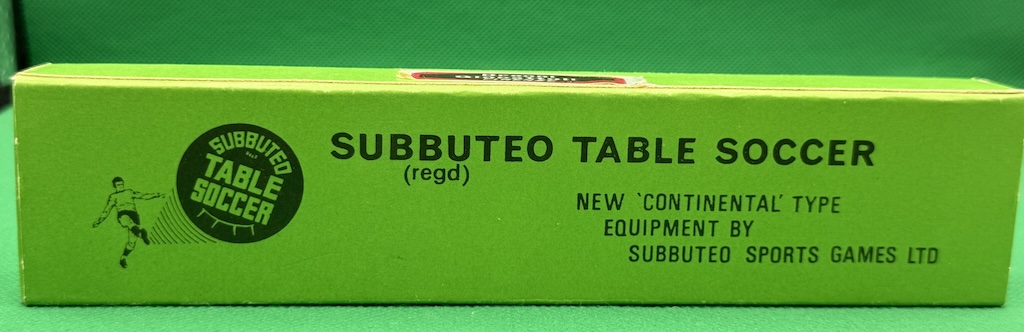 SUBBUTEO
TABLE
SOCCER
SUBBUTEO TABLE SOCCER
(regd)
NEW 'CONTINENTAL' TYPE
EQUIPMENT BY
SUBBUTEO SPORTS GAMES LTD